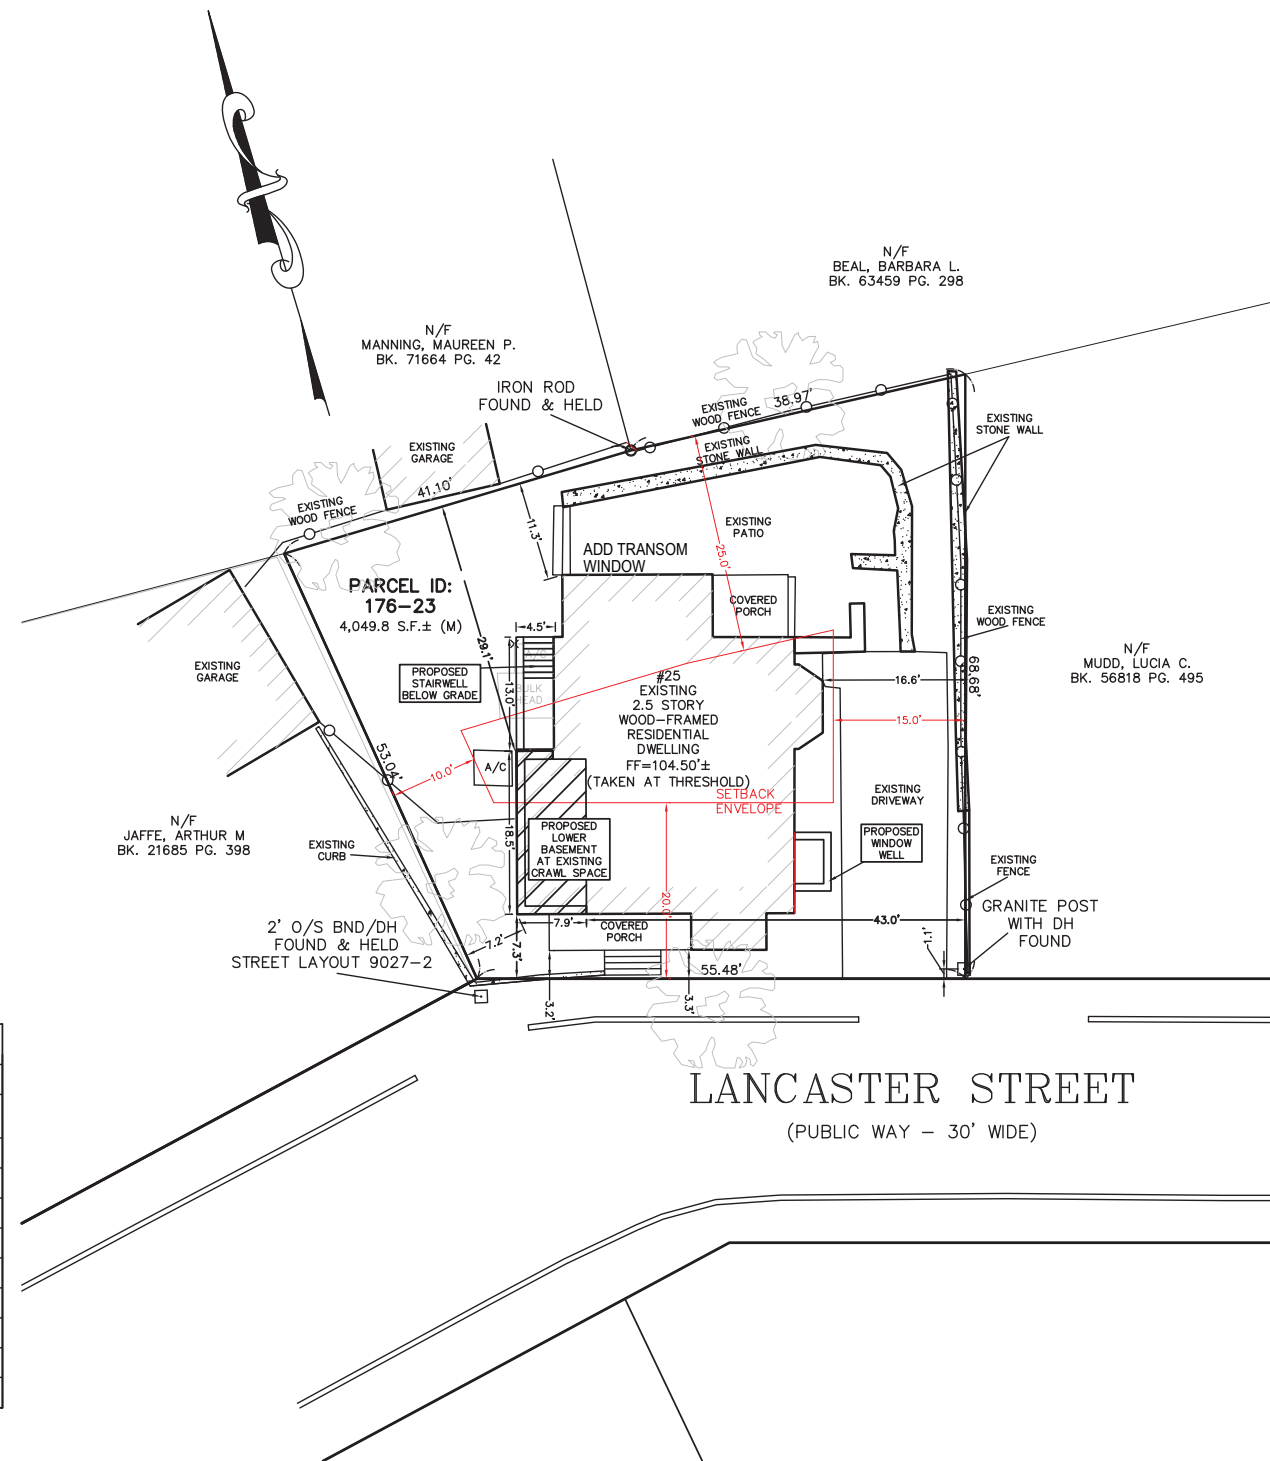 N/F
BEAL, BARBARA L.
BK. 63459 PG. 298
N/F
MANNING, MAUREEN P.
BK. 71664 PG. 42
IRON ROD
FOUND & HELD
EXISTING
WOOD FENCE
38.97'
EXISTING
STONE WALL
EXISTING
STONE WALL
EXISTING
GARAGE
41.10'
EXISTING
WOOD FENCE
11.3'
EXISTING
PATIO
25.0'
ADD TRANSOM
WINDOW
PARCEL ID:
176-23
4,049.8 S.F.± (M)
COVERED
PORCH
EXISTING
WOOD FENCE
4.5'
29.1'
A/C
EXISTING
GARAGE
PROPOSED
STAIRWELL
BELOW GRADE
13.0'
BULK
HEAD
#25
EXISTING
2.5 STORY
WOOD-FRAMED
RESIDENTIAL
DWELLING
FF=104.50'±
(TAKEN AT THRESHOLD)
16.6'
68.68'
N/F
MUDD, LUCIA C.
BK. 56818 PG. 495
15.0'
53.04'
10.0'
A/C
SETBACK
ENVELOPE
EXISTING
DRIVEWAY
N/F
JAFFE, ARTHUR M
BK. 21685 PG. 398
EXISTING
CURB
18.5'
PROPOSED
LOWER
BASEMENT
AT EXISTING
CRAWL SPACE
PROPOSED
WINDOW
WELL
EXISTING
FENCE
20.0'
2' O/S BND/DH
FOUND & HELD
STREET LAYOUT 9027-2
7.2'
7.3'
7.9'
COVERED
PORCH
43.0'
1.1'
GRANITE POST
WITH DH
FOUND
55.48'
3.2'
3.3'
LANCASTER STREET
(PUBLIC WAY - 30' WIDE)